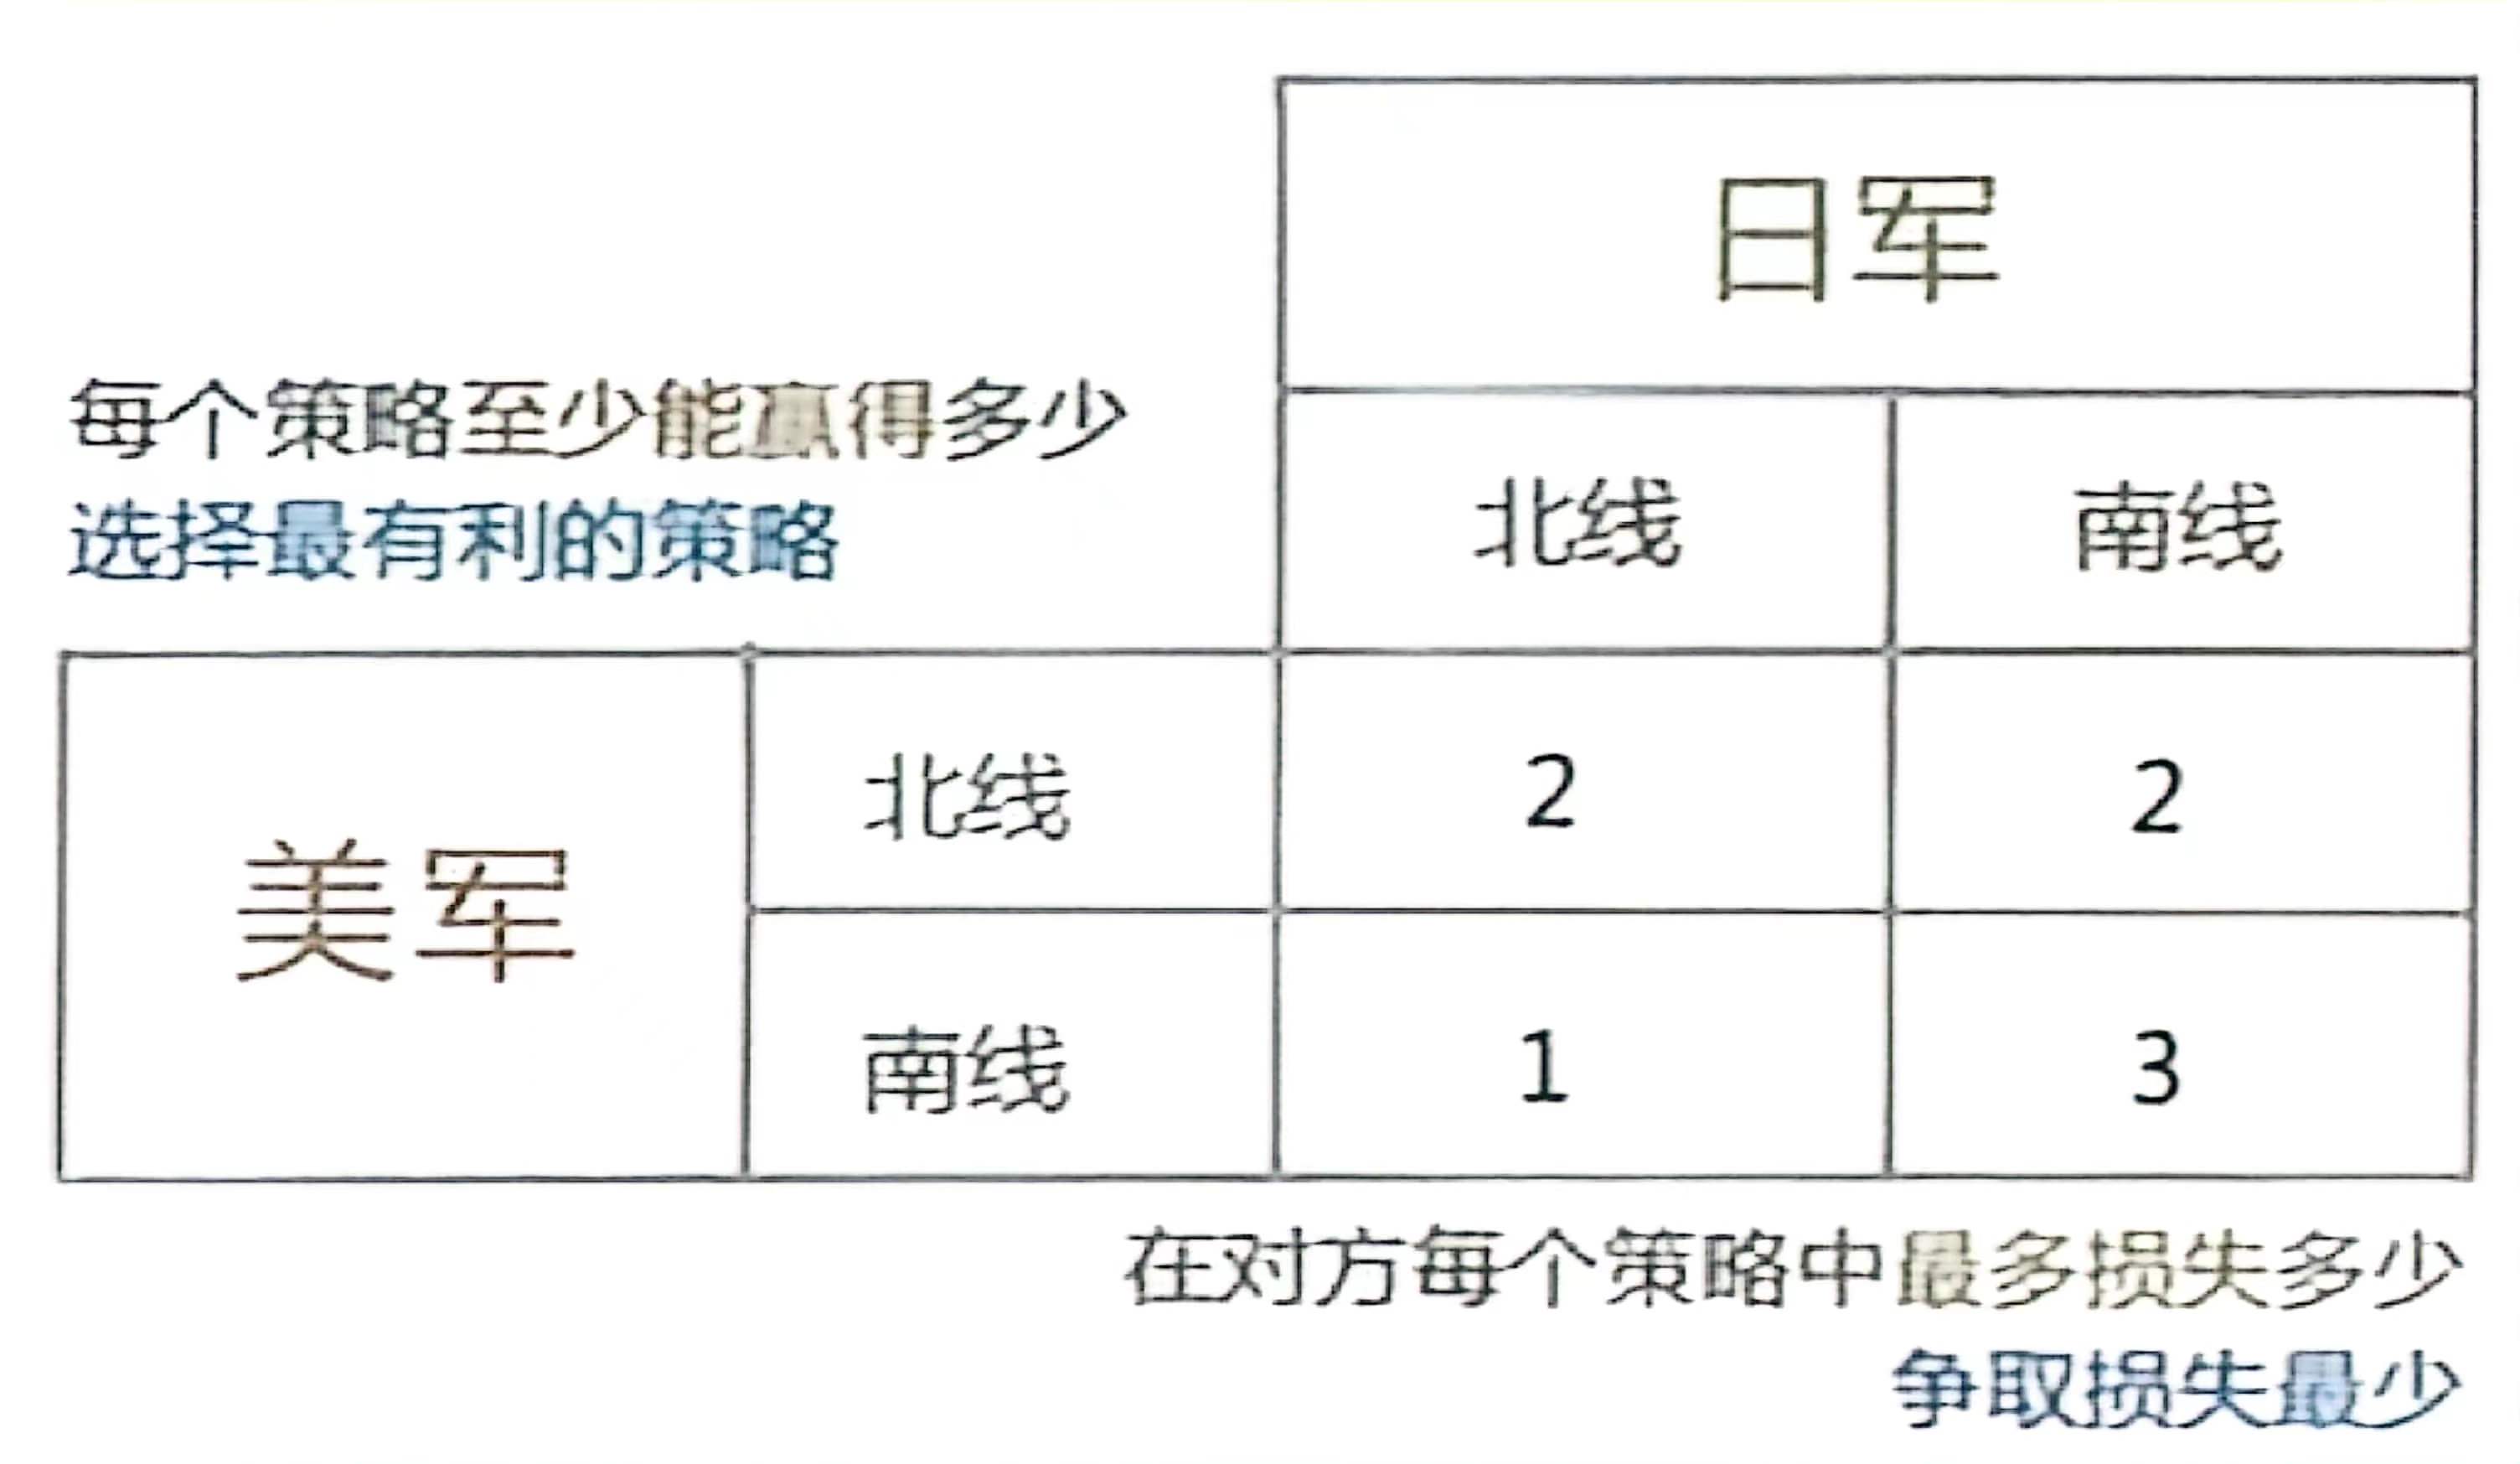 日军
每个策略至少能赢得多少
选择最有利的策略
北线 南线
美军
北线 2 2
南线 1 3
在对方每个策略中最多损失多少
争取损失最少